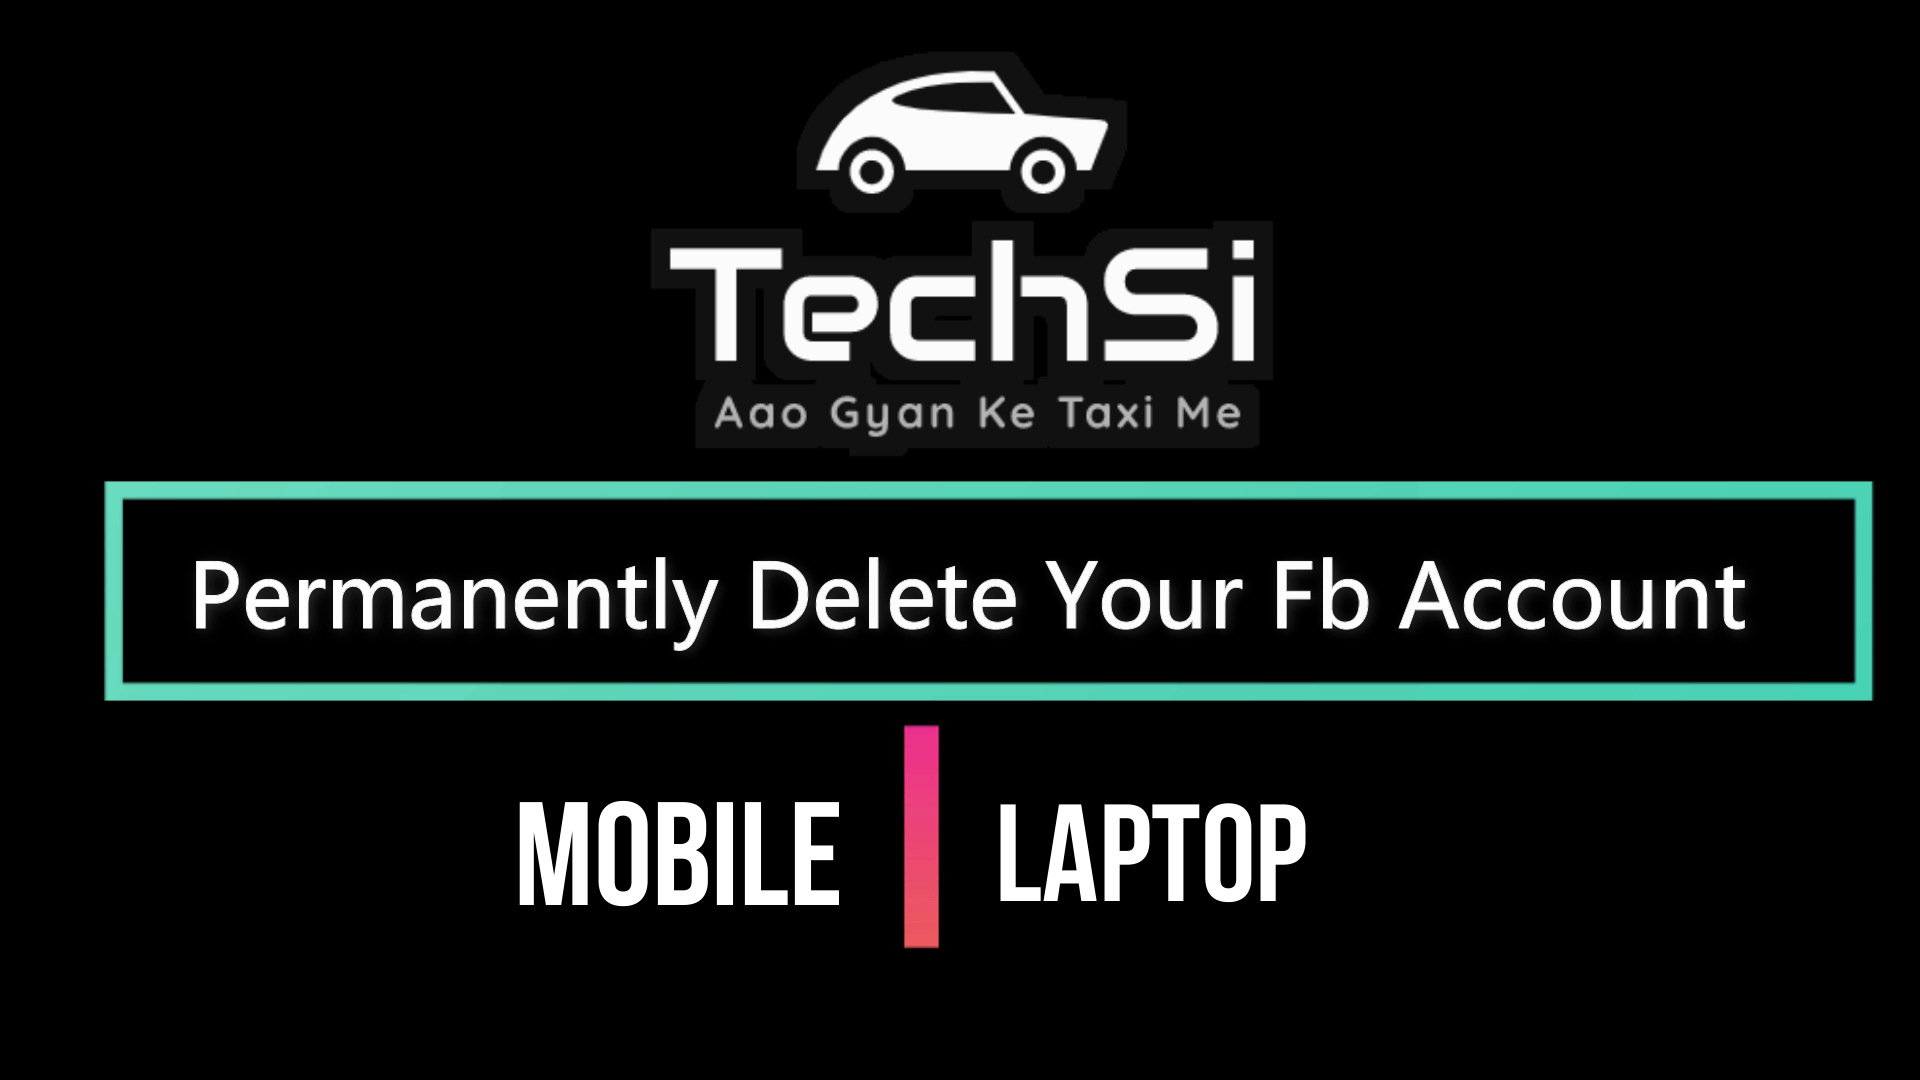 TechSi
Aao Gyan Ke Taxi Me
Permanently Delete Your Fb Account
MOBILE
LAPTOP